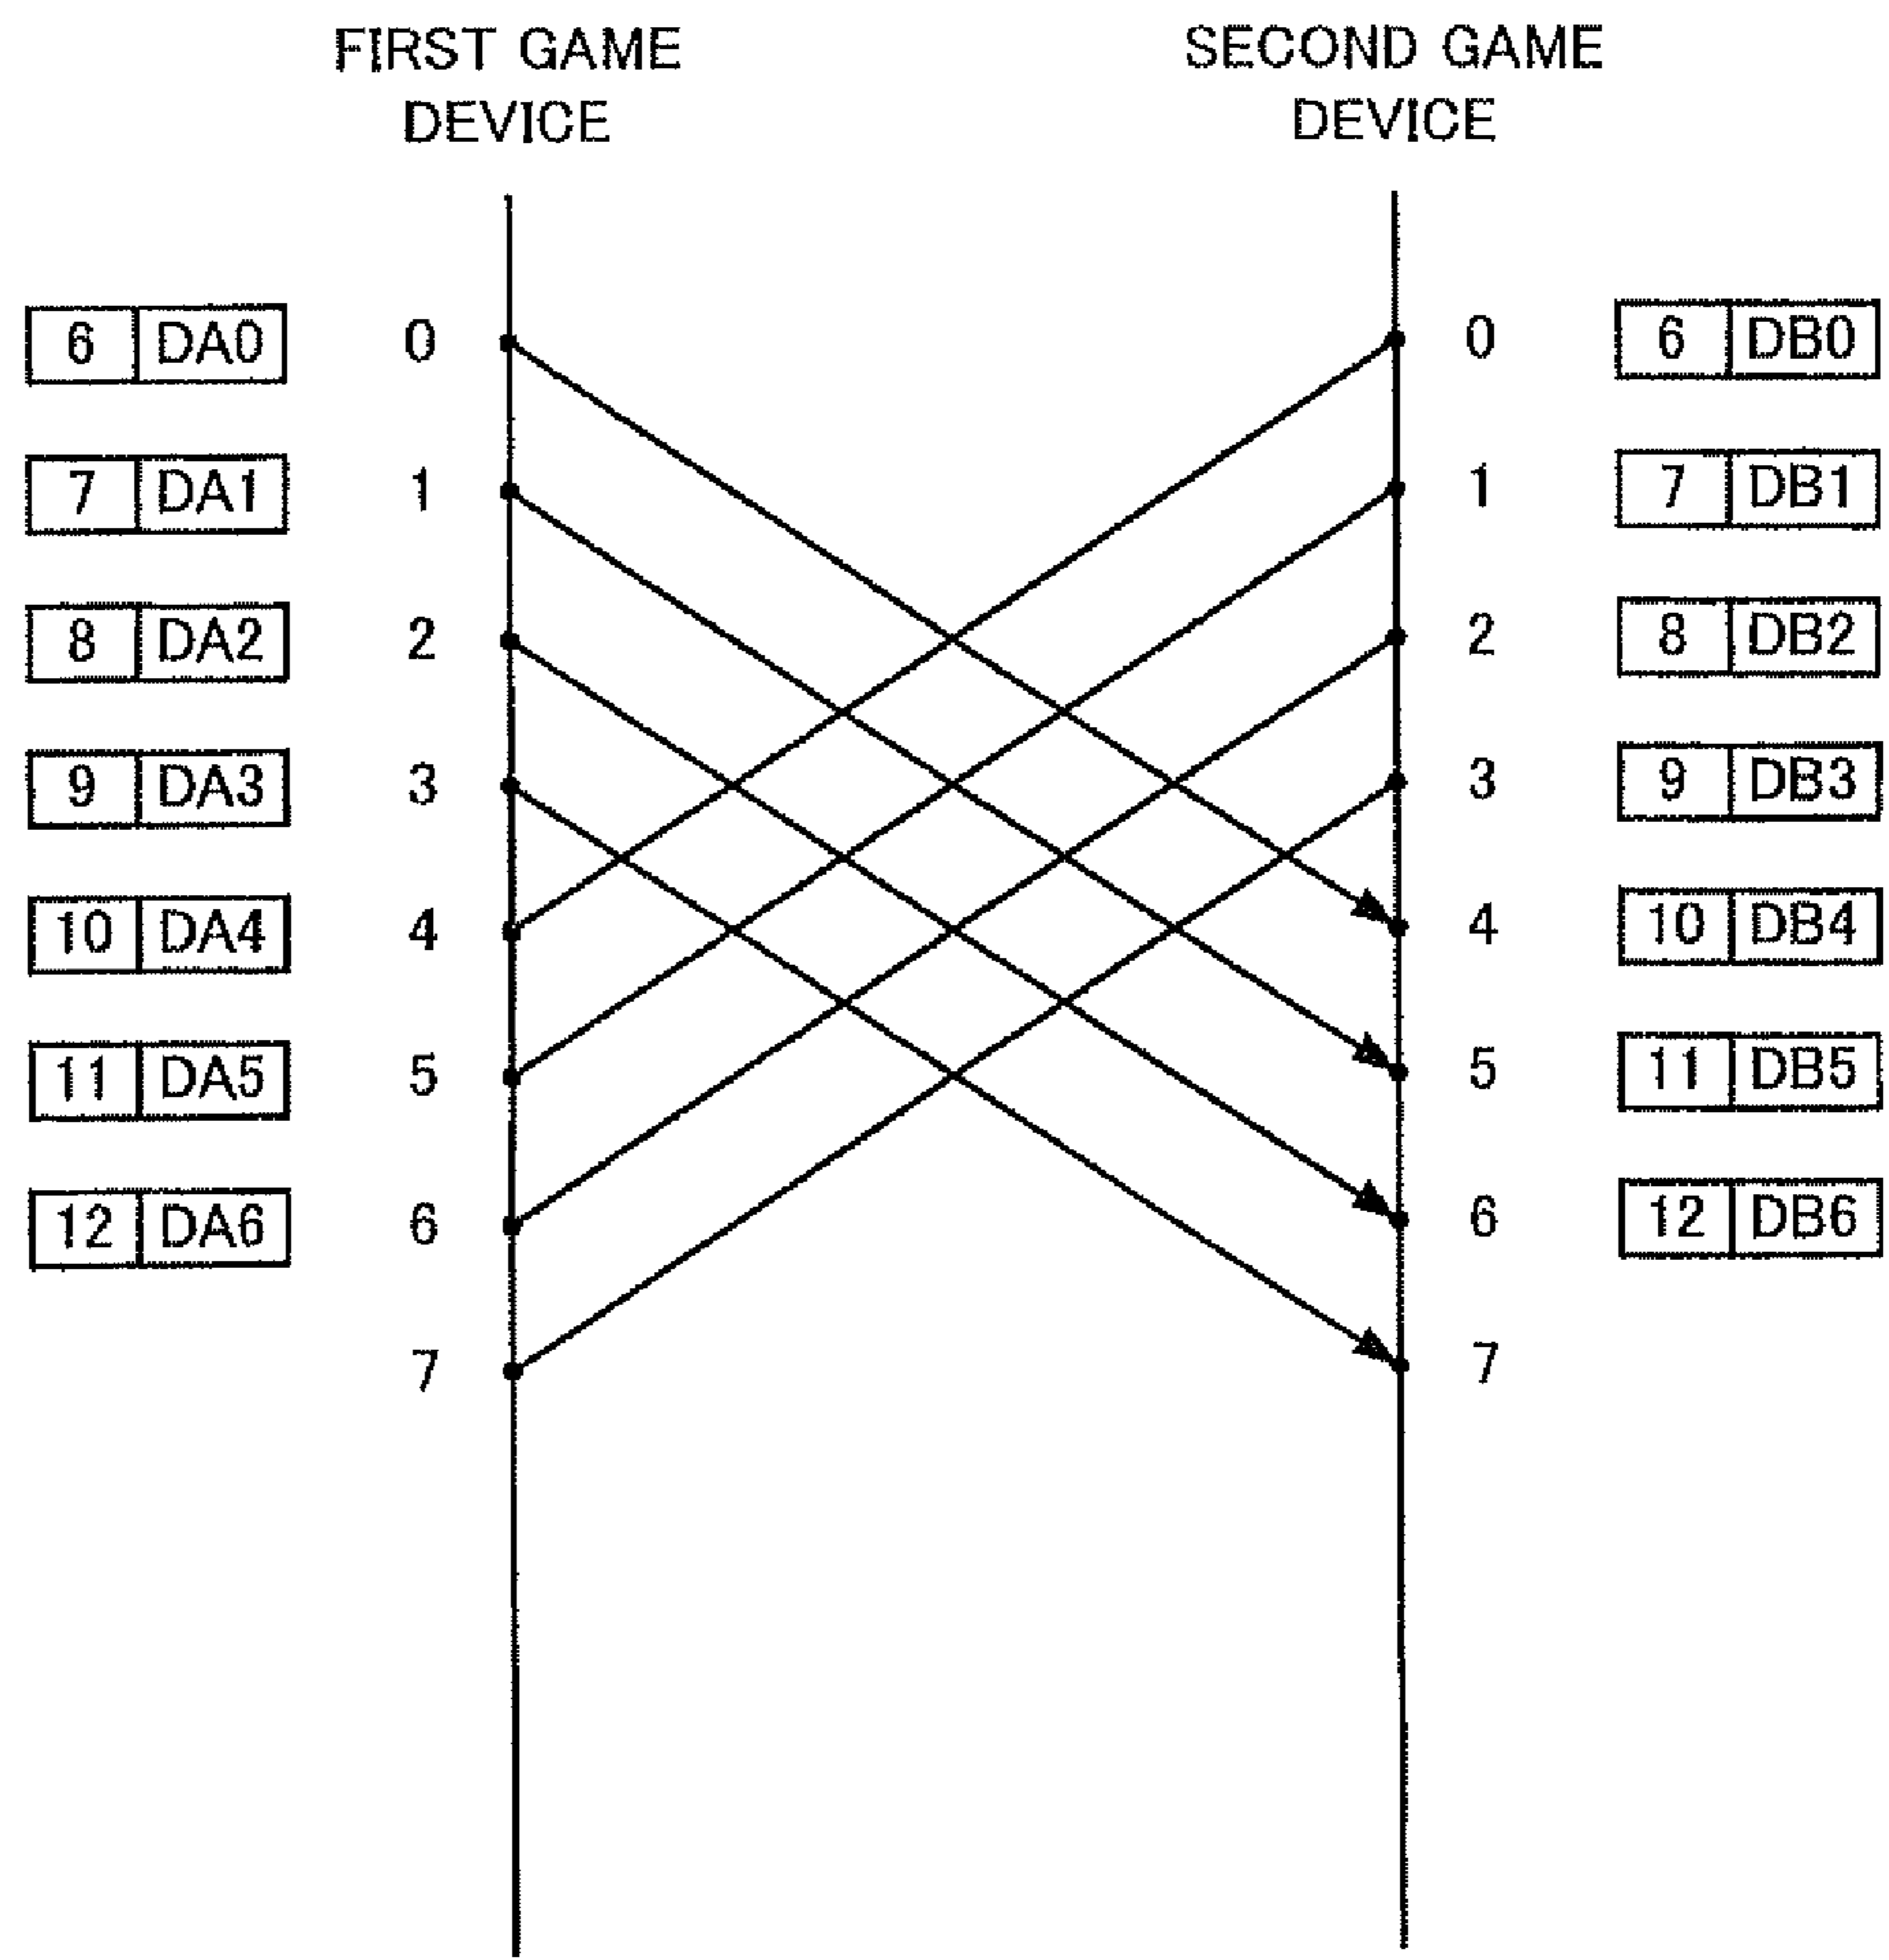 FIRST GAME
DEVICE
SECOND GAME
DEVICE
6 DA0 0 0 6 DB0
7 DA1 1 1 7 DB1
8 DA2 2 2 8 DB2
9 DA3 3 3 9 DB3
10 DA4 4 4 10 DB4
11 DA5 5 5 11 DB5
12 DA6 6 6 12 DB6
7 7